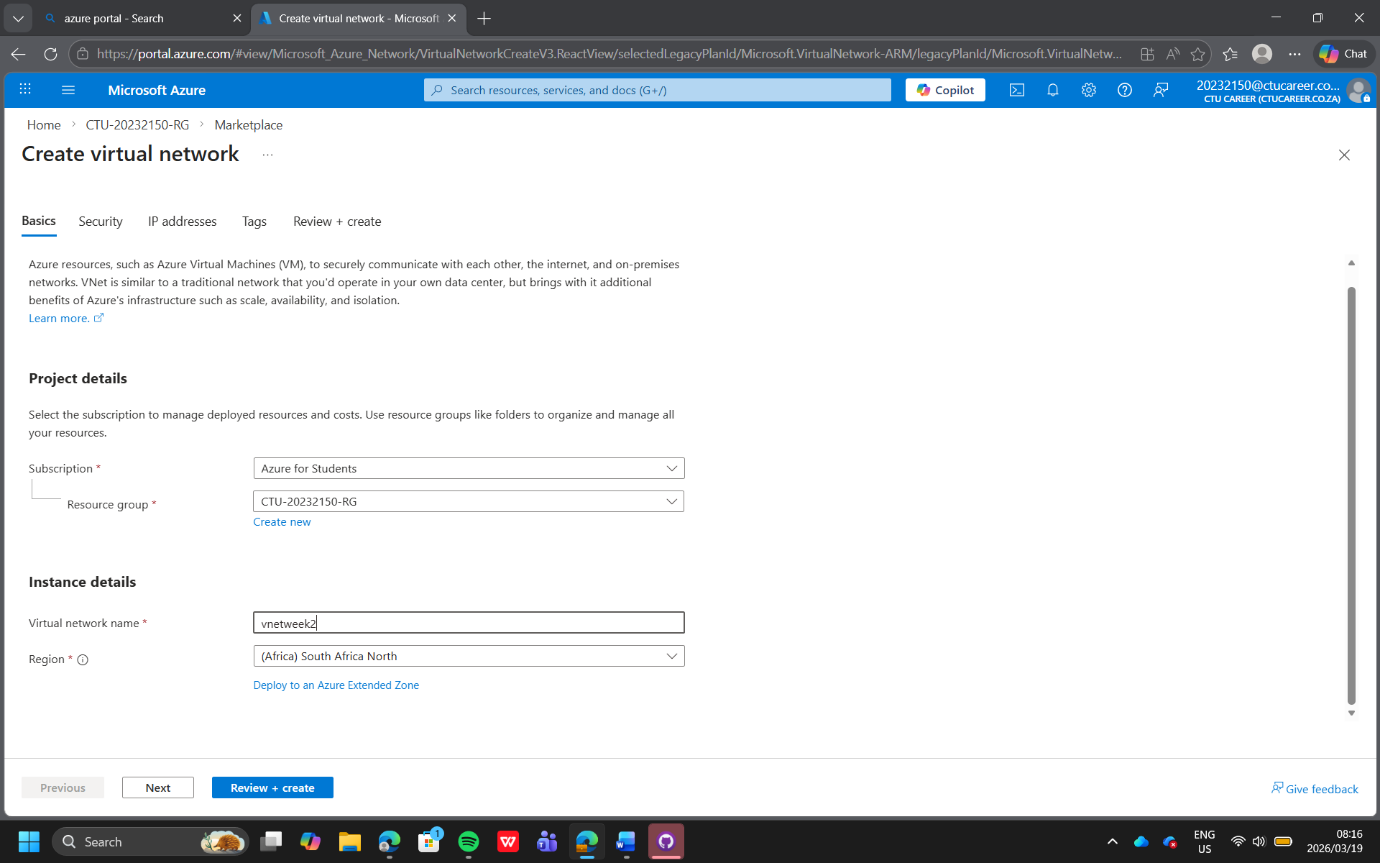 azure portal - Search
Create virtual network - Microsoft
https://portal.azure.com/#view/Microsoft_Azure_Network/VirtualNetworkCreateV3.ReactView/selectedLegacyPlanId/Microsoft.VirtualNetwork-ARM/legacyPlanId/Microsoft.VirtualNetw...
Chat
Microsoft Azure
Search resources, services, and docs (G+/)
Copilot
20232150@ctucareer.co...
CTU CAREER (CTUCAREER.CO.ZA)
Home > CTU-20232150-RG > Marketplace
Create virtual network ...
Basics Security IP addresses Tags Review + create
Azure resources, such as Azure Virtual Machines (VM), to securely communicate with each other, the internet, and on-premises
networks. VNet is similar to a traditional network that you'd operate in your own data center, but brings with it additional
benefits of Azure's infrastructure such as scale, availability, and isolation.
Learn more.
Project details
Select the subscription to manage deployed resources and costs. Use resource groups like folders to organize and manage all
your resources.
Subscription * Azure for Students
Resource group * CTU-20232150-RG
Create new
Instance details
Virtual network name * vnetweek2
Region * (Africa) South Africa North
Deploy to an Azure Extended Zone
Previous Next Review + create Give feedback
Search
1
W
ENG
US
08:16
2026/03/19